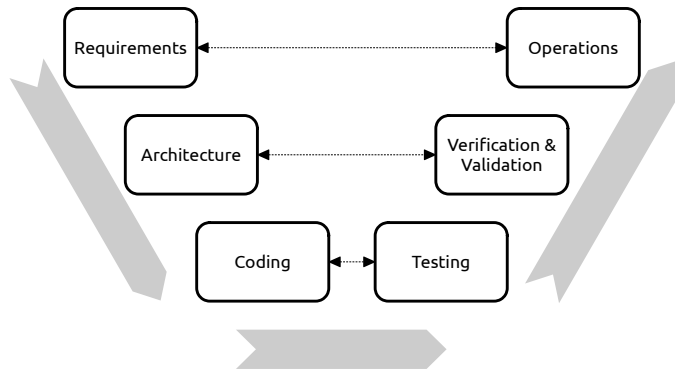 Requirements
Operations
Architecture
Verification &
Validation
Coding
Testing